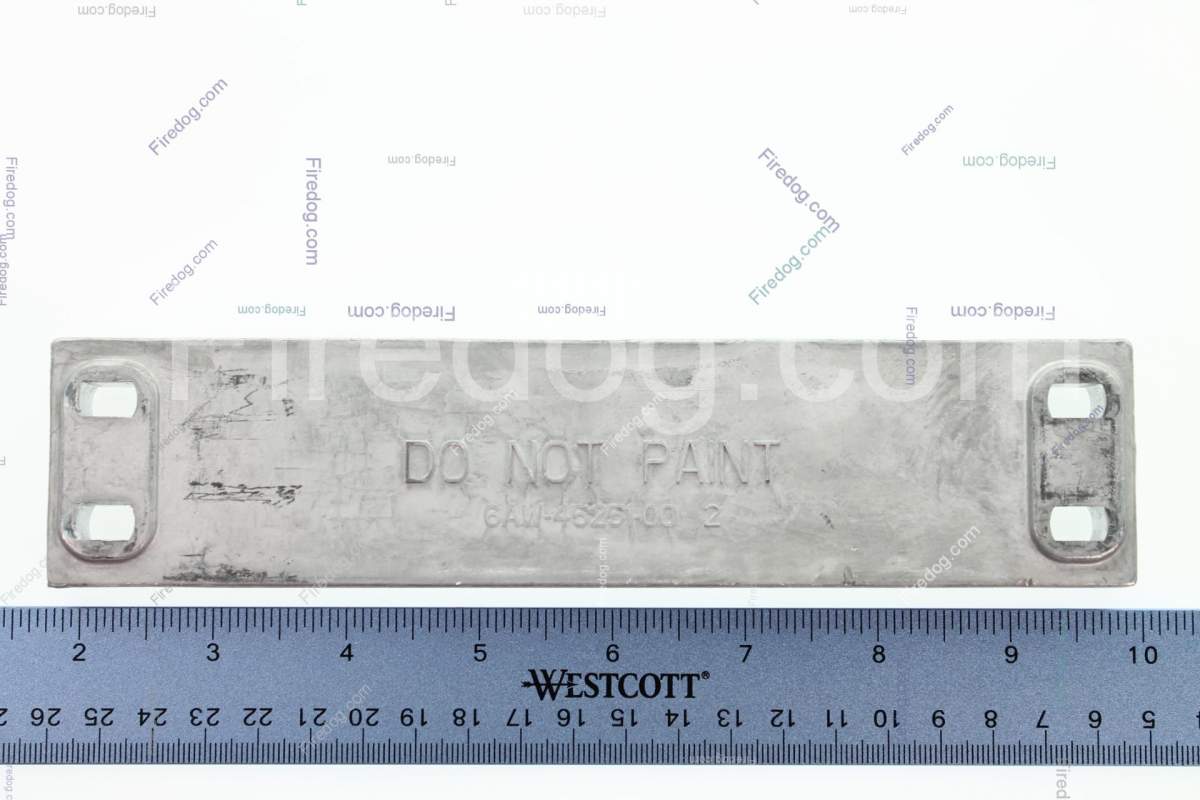 Firedog.com
DO NOT PAINT
6AW-45251-00 2
2 3 4 5 6 7 8 9 10
WESTCOTT®
26 25 24 23 22 21 20 19 18 17 16 15 14 13 12 11 10 9 8 7 6 5